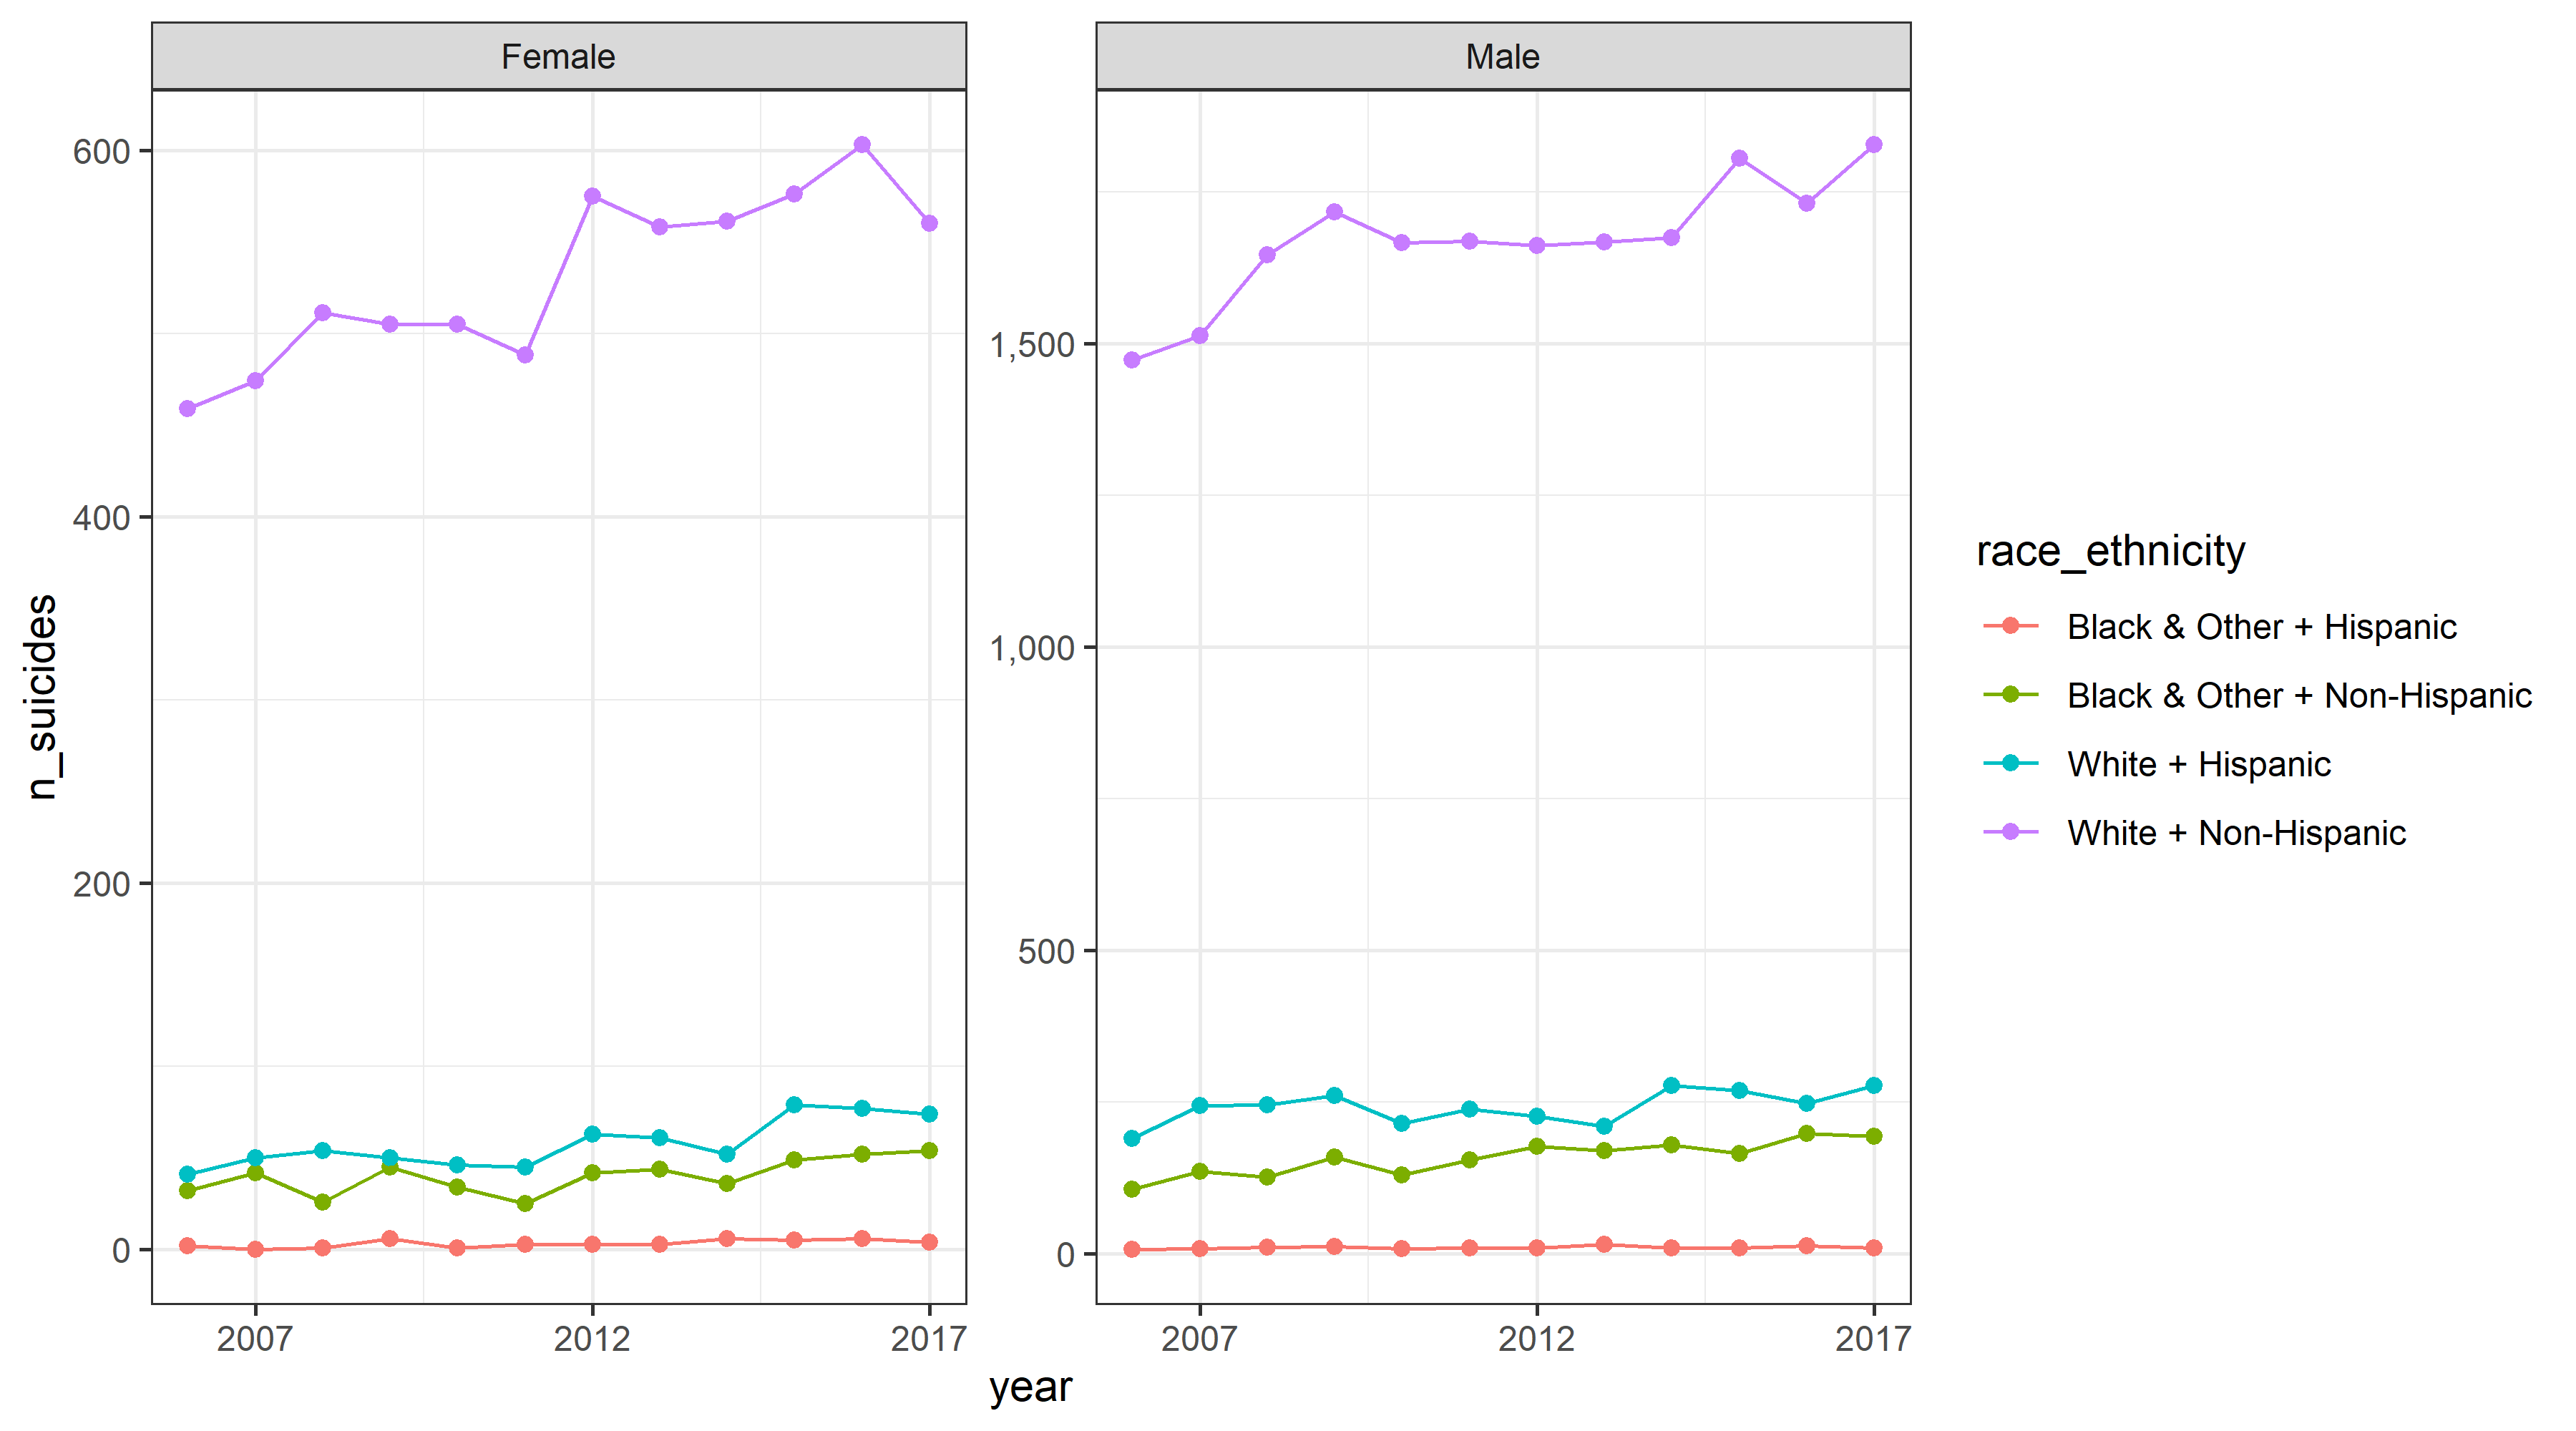 Female
Male
600
400
200
0
1,500
1,000
500
0
n_suicides
2007
2012
2017
2007
2012
2017
year
race_ethnicity
Black & Other + Hispanic
Black & Other + Non-Hispanic
White + Hispanic
White + Non-Hispanic